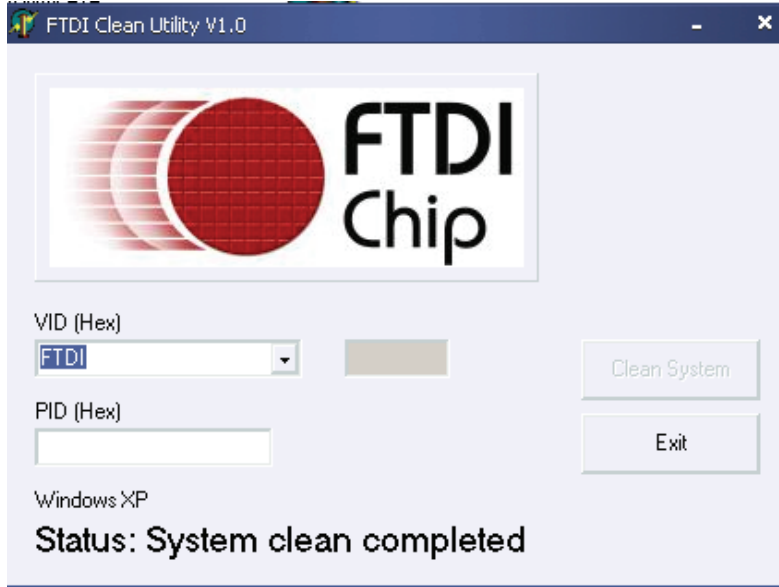 FTDI Clean Utility V1.0
FTDI
Chip
VID (Hex)
FTDI
Clean System
PID (Hex)
Exit
Windows XP
Status: System clean completed